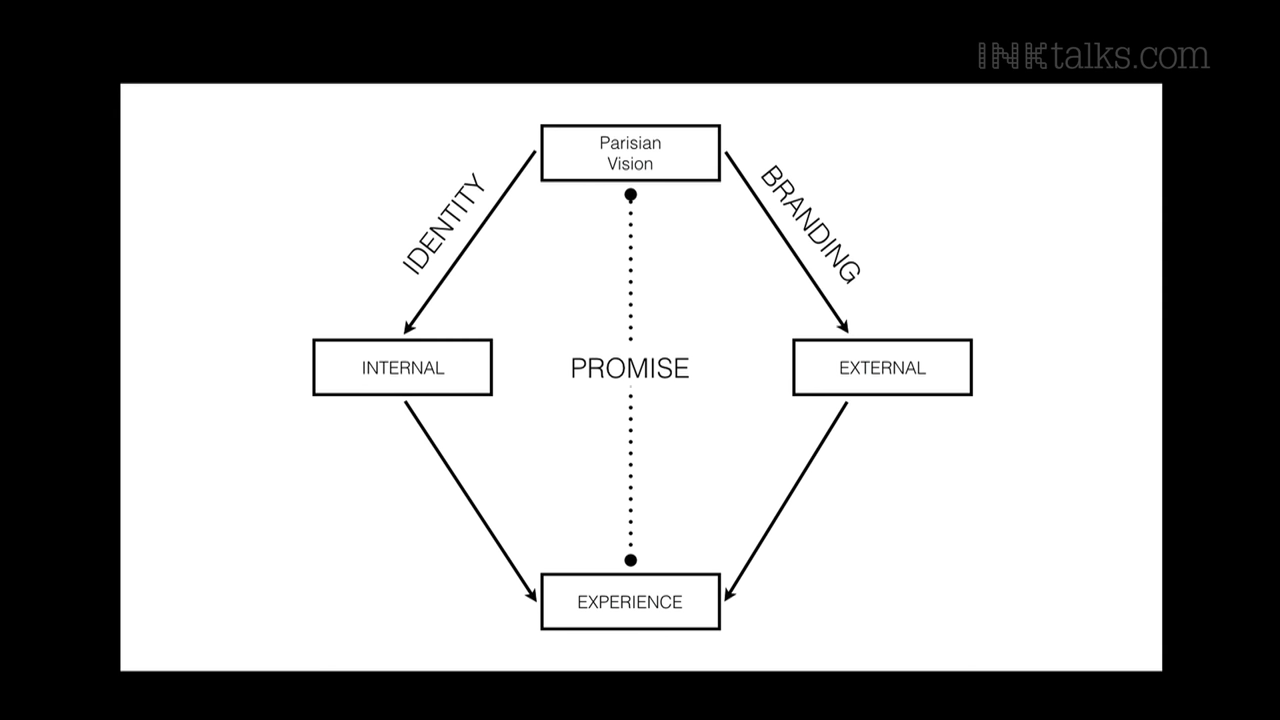 INKtalks.com
Parisian
Vision
IDENTITY
BRANDING
INTERNAL
PROMISE
EXTERNAL
EXPERIENCE